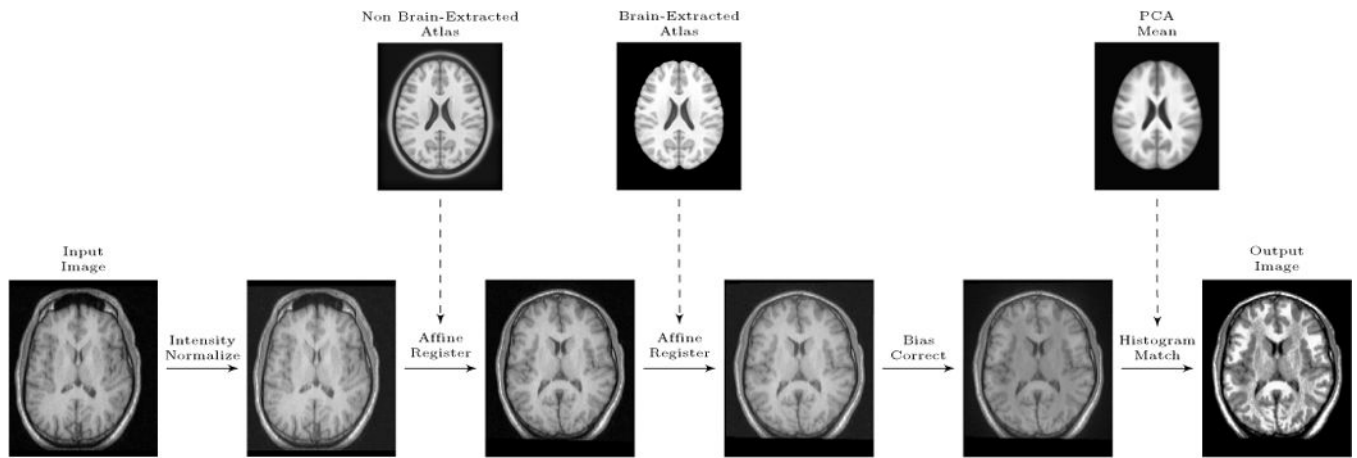 Non Brain-Extracted
Atlas
Brain-Extracted
Atlas
PCA
Mean
Input
Image
Intensity
Normalize
Affine
Register
Affine
Register
Bias
Correct
Histogram
Match
Output
Image